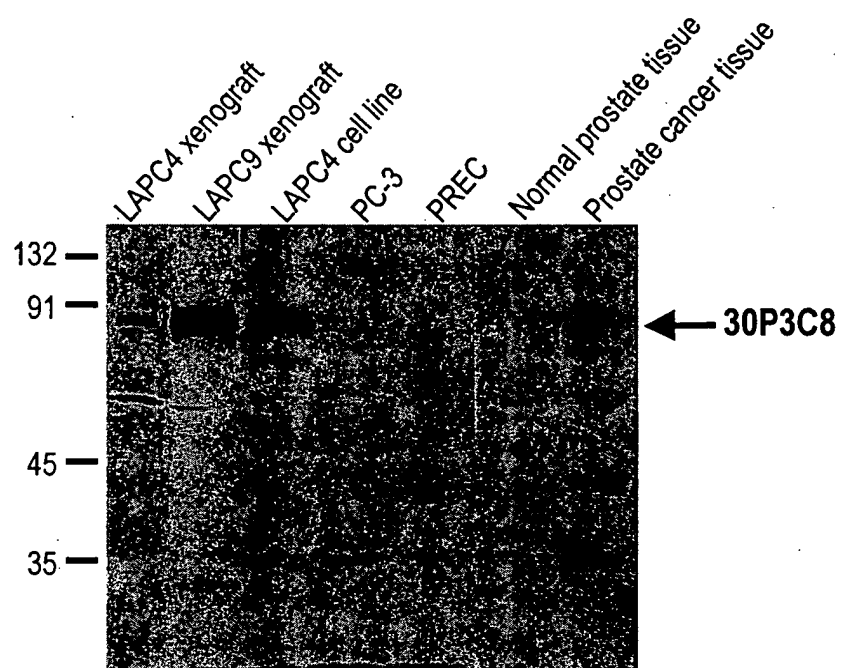 LAPC4 xenograft
LAPC9 xenograft
LAPC4 cell line
PC-3
PREC
Normal prostate tissue
Prostate cancer tissue
132
91
30P3C8
45
35